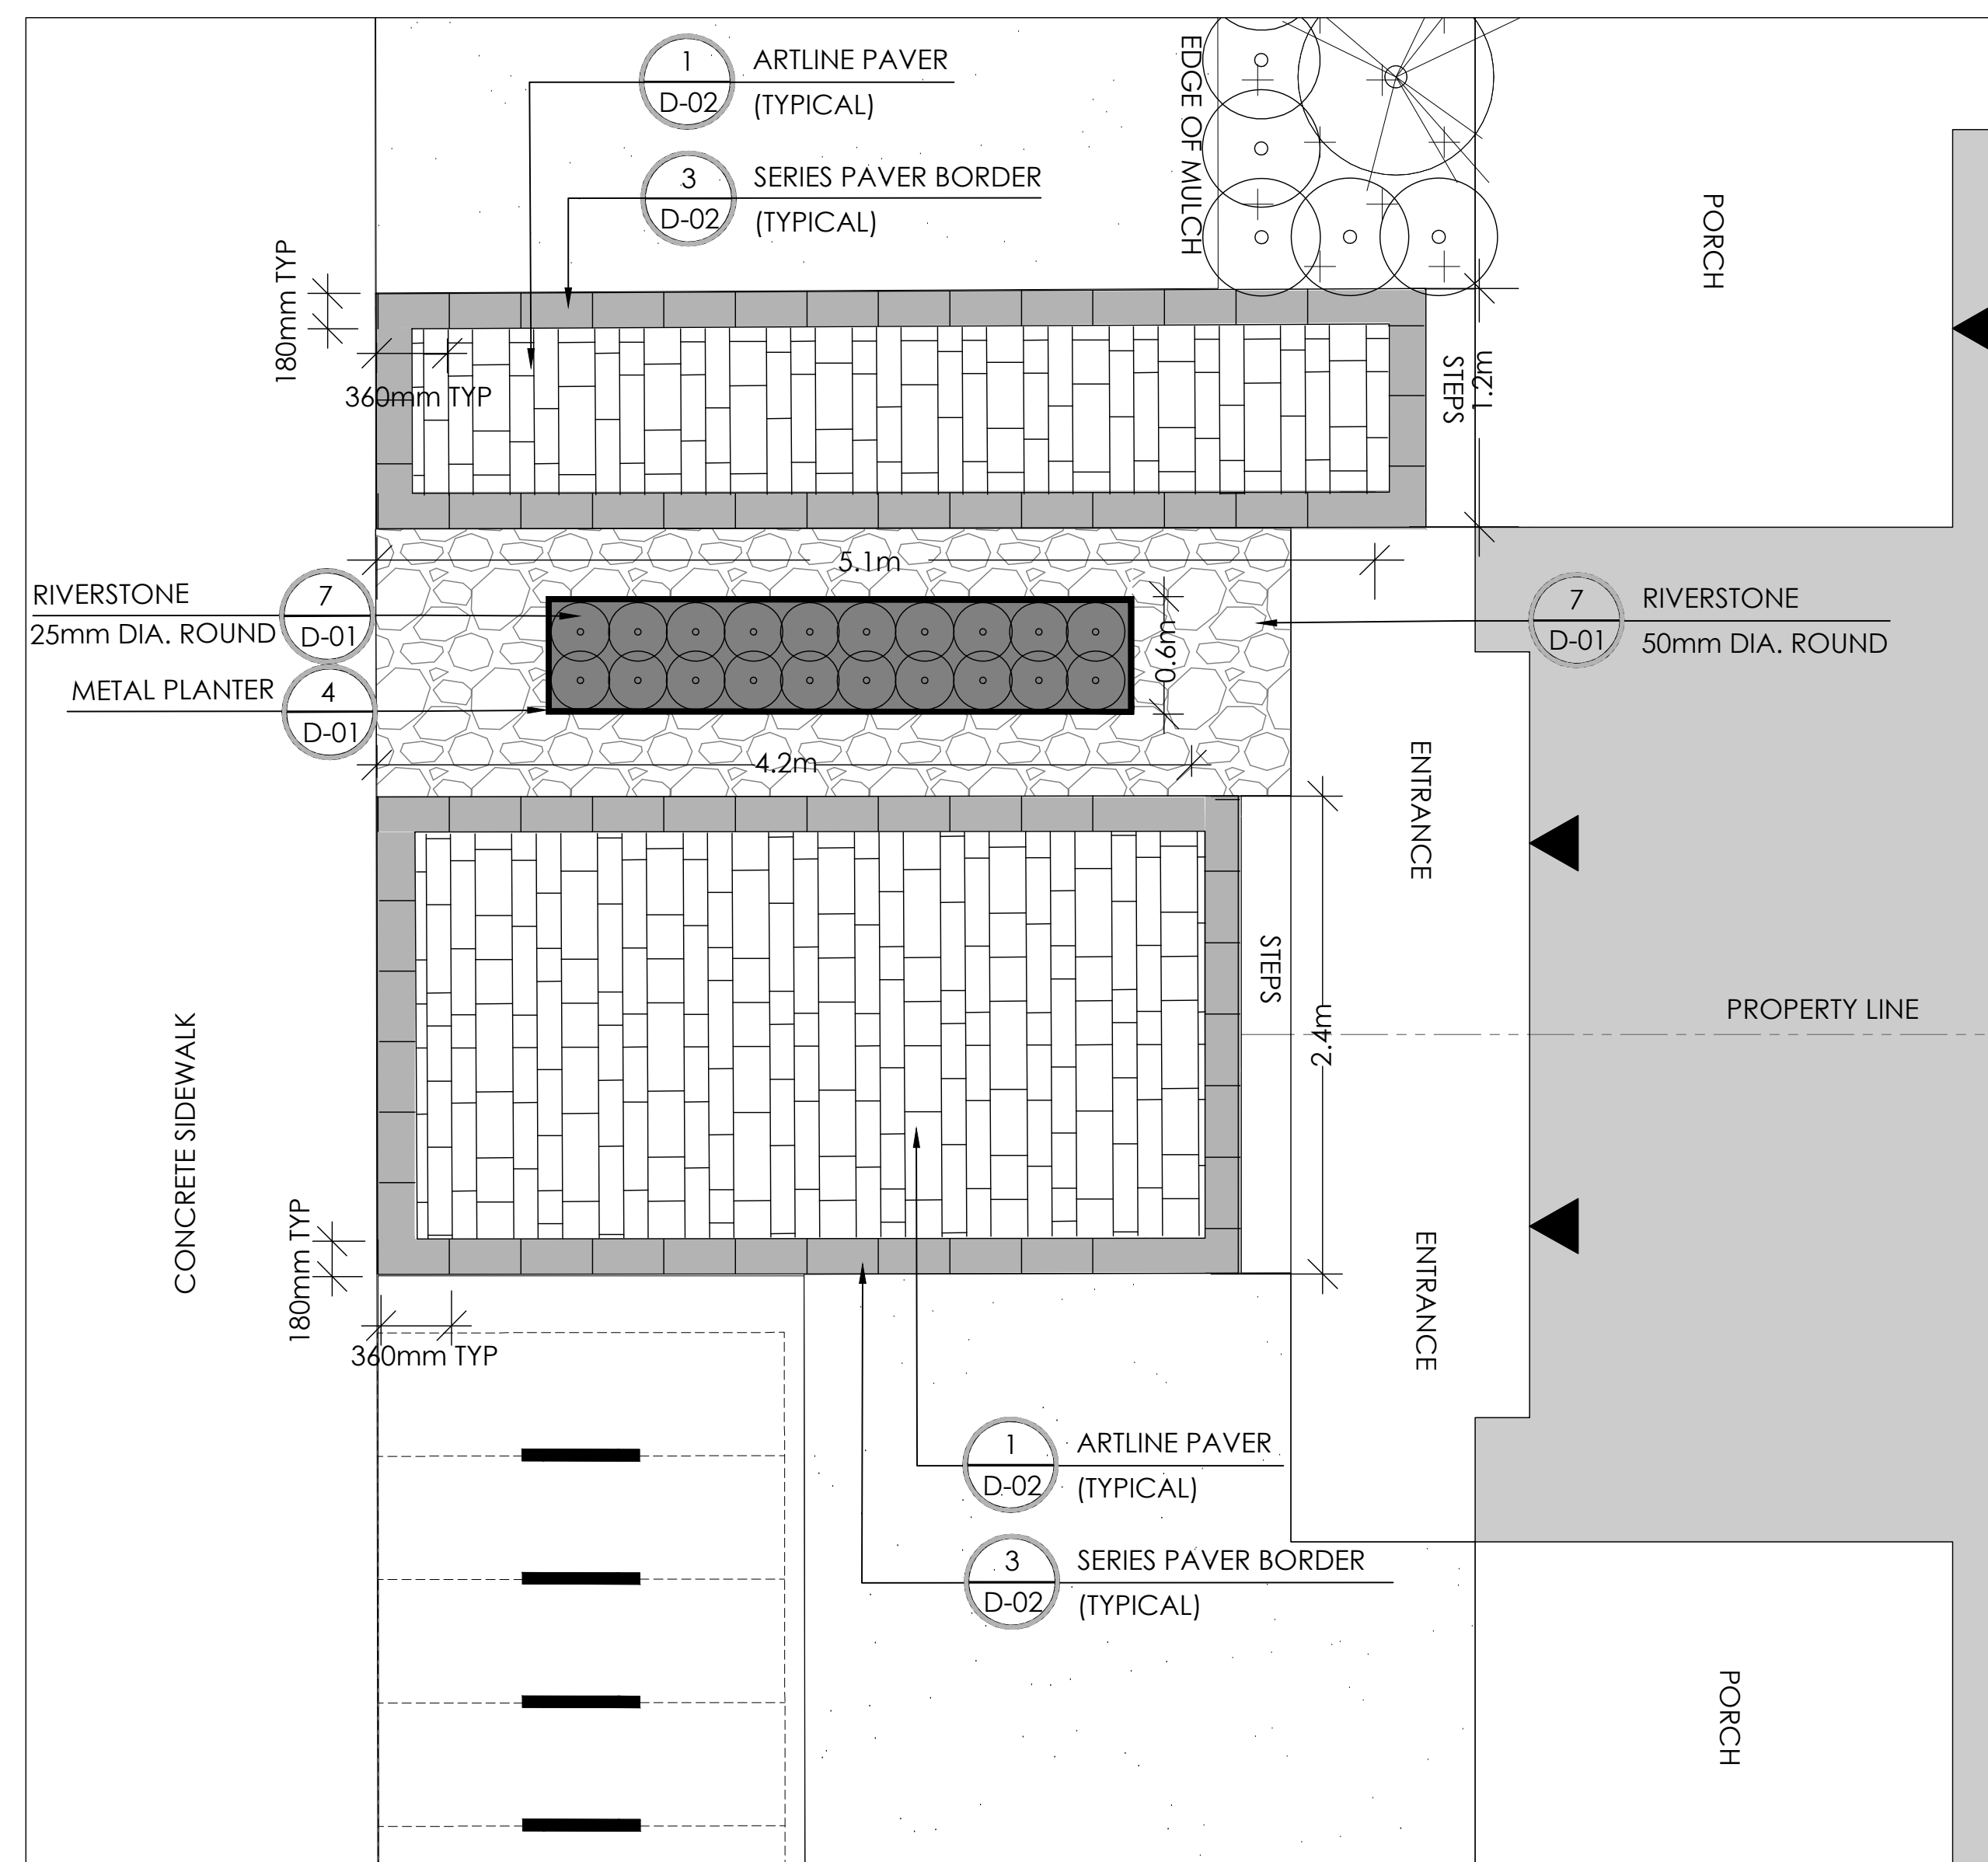 1
D-02
ARTLINE PAVER
(TYPICAL)
EDGE OF MULCH
3
D-02
SERIES PAVER BORDER
(TYPICAL)
PORCH
180mm TYP
360mm TYP
STEPS
1.2m
5.1m
RIVERSTONE
25mm DIA. ROUND
7
D-01
0.6m
7
D-01
RIVERSTONE
50mm DIA. ROUND
METAL PLANTER
4
D-01
4.2m
ENTRANCE
STEPS
2.4m
PROPERTY LINE
CONCRETE SIDEWALK
180mm TYP
360mm TYP
ENTRANCE
1
D-02
ARTLINE PAVER
(TYPICAL)
3
D-02
SERIES PAVER BORDER
(TYPICAL)
PORCH